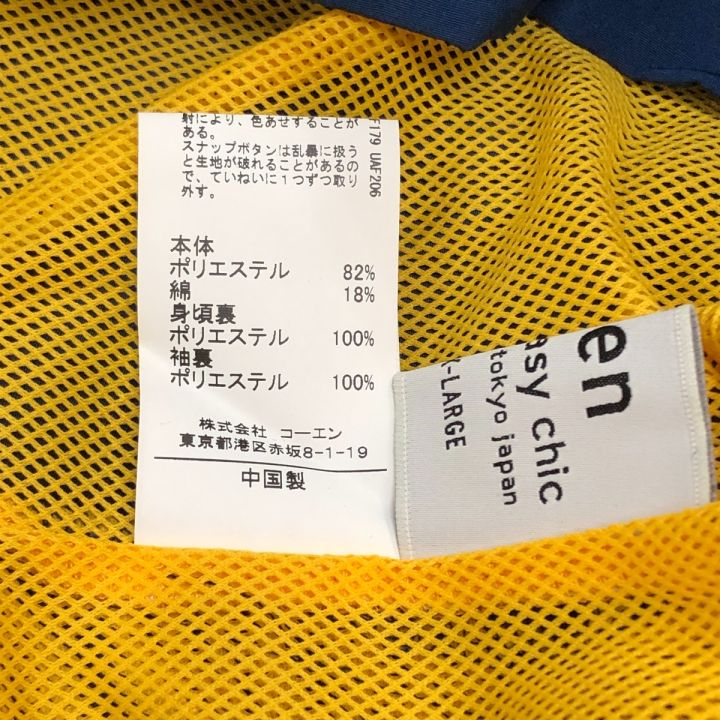 射により、色あせすることが
ある。
スナップボタンは乱暴に扱う
と生地が破れることがあるの
で、ていねいに1つずつ取り
外す。
F179 UAF206
本体
ポリエステル 82%
綿 18%
身頃裏
ポリエステル 100%
袖裏
ポリエステル 100%
株式会社 コーエン
東京都港区赤坂8-1-19
中国製
en
asy chic
tokyo japan
X-LARGE